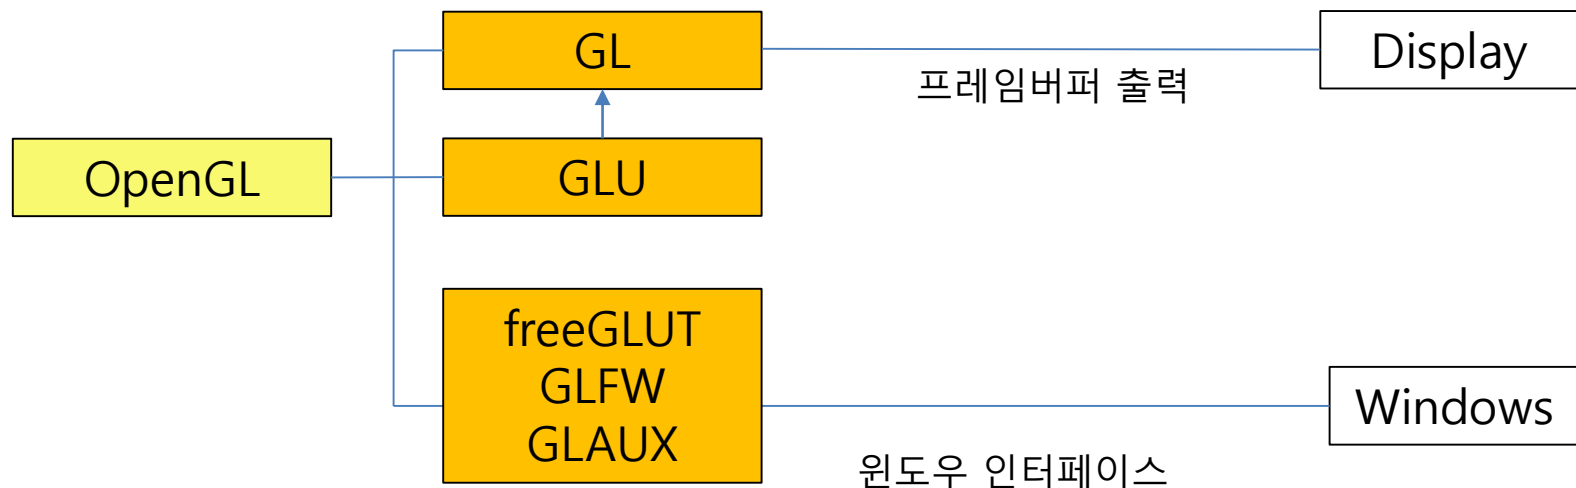 GL
Display
프레임버퍼 출력
OpenGL
GLU
freeGLUT
GLFW
GLAUX
Windows
윈도우 인터페이스